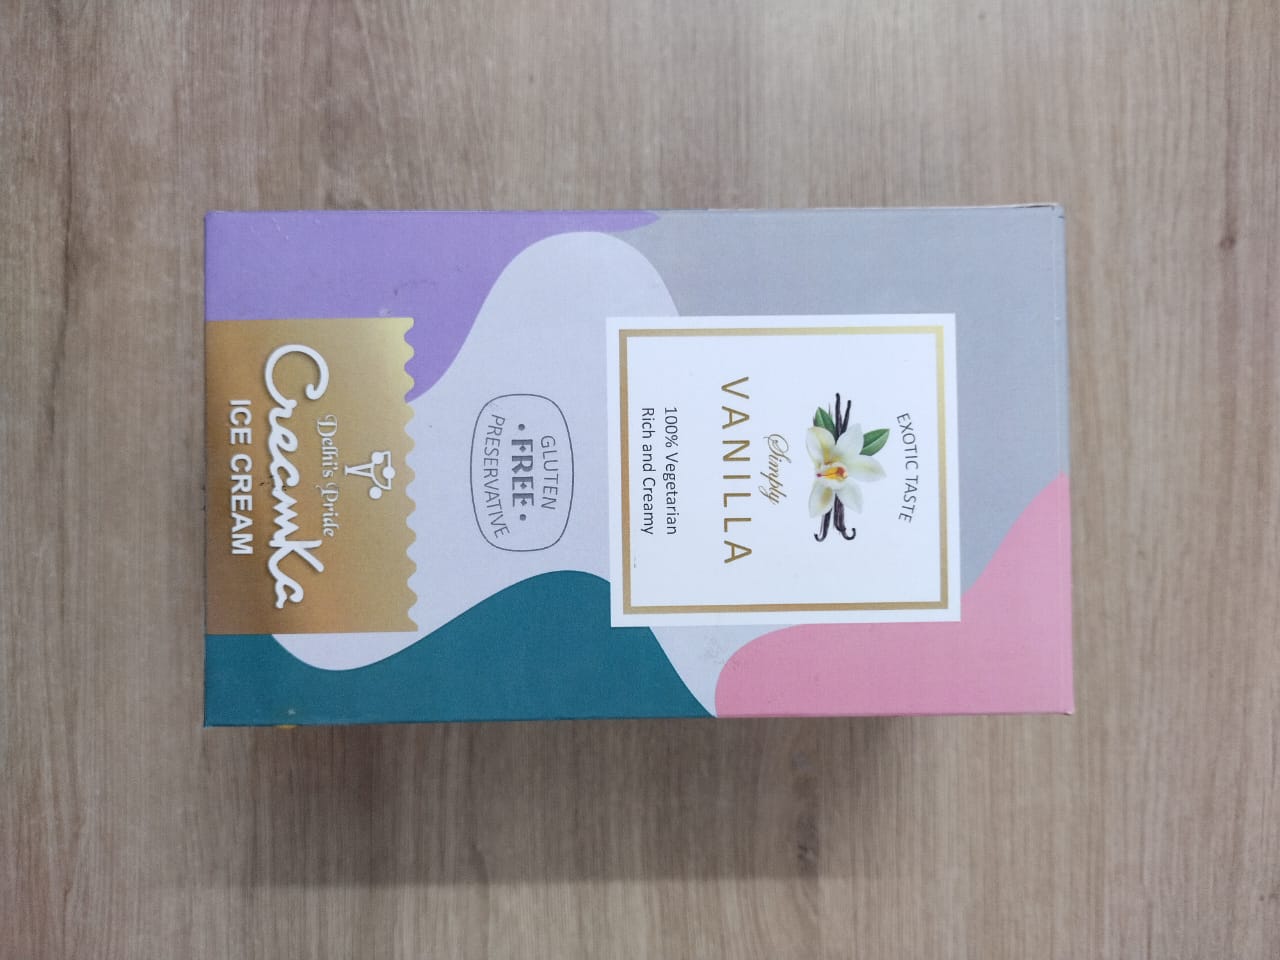 EXOTIC TASTE
Simply
VANILLA
100% Vegetarian
Rich and Creamy
GLUTEN
• FREE •
PRESERVATIVE
Delhi's Pride
CreamKa
ICE CREAM